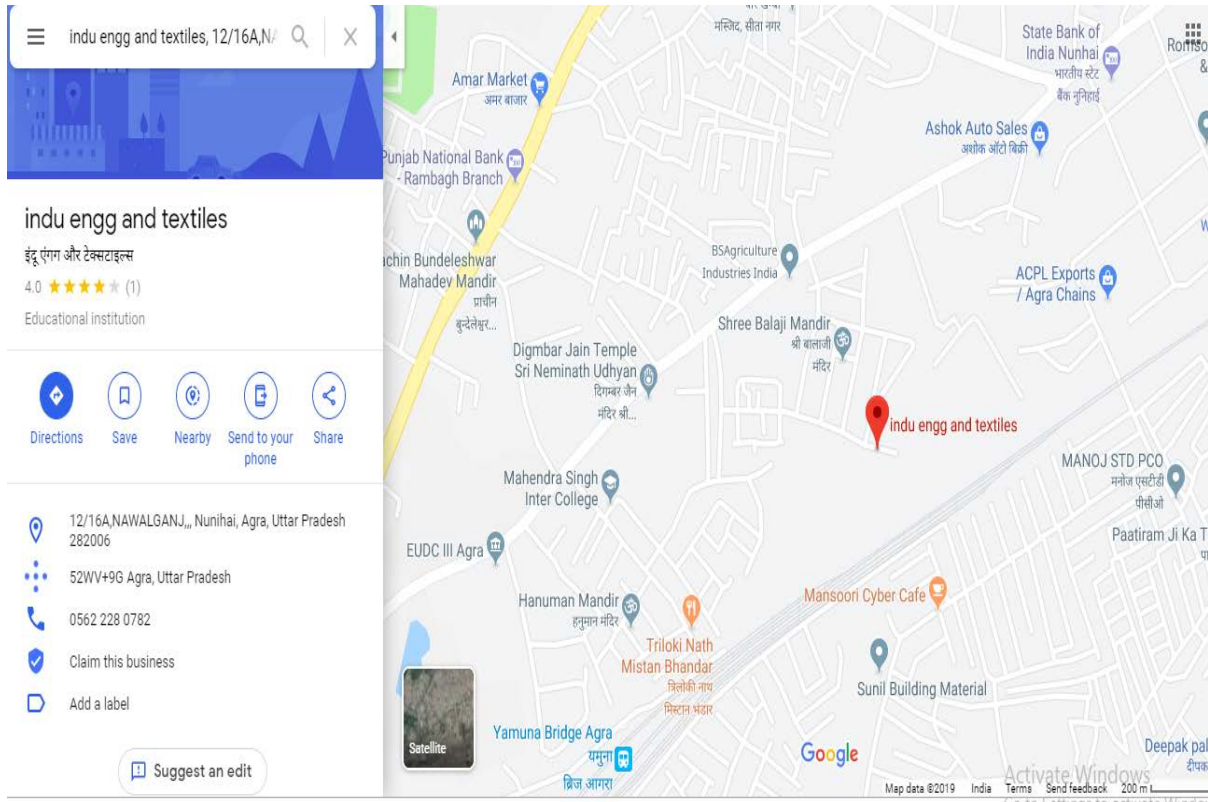 indu engg and textiles, 12/16A,NA
indu engg and textiles
इंदू एंगग और टेक्सटाइल्स
4.0 (1)
Educational institution
Directions
Save
Nearby
Send to your
phone
Share
12/16A,NAWALGANJ,,, Nunihai, Agra, Uttar Pradesh
282006
52WV+9G Agra, Uttar Pradesh
0562 228 0782
Claim this business
Add a label
Suggest an edit
मस्जिद, सीता नगर
State Bank of
India Nunhai
भारतीय स्टेट
बैंक नुनिहाई
Romso
&
Amar Market
अमर बाजार
Ashok Auto Sales
अशोक ऑटो बिक्री
Punjab National Bank
- Rambagh Branch
achin Bundeleshwar
Mahadev Mandir
प्राचीन
बुन्देलेश्वर...
BSAgriculture
Industries India
ACPL Exports
/ Agra Chains
Shree Balaji Mandir
श्री बालाजी
मंदिर
Digmbar Jain Temple
Sri Neminath Udhyan
दिगम्बर जैन
मंदिर श्री...
indu engg and textiles
Mahendra Singh
Inter College
MANOJ STD PCO
मनोज एसटीडी
पीसीओ
EUDC III Agra
Paatiram Ji Ka T
Mansoori Cyber Cafe
Hanuman Mandir
हनुमान मंदिर
Triloki Nath
Mistan Bhandar
त्रिलोकी नाथ
मिस्टान भंडार
Sunil Building Material
Satellite
Yamuna Bridge Agra
यमुना
ब्रिज आगरा
Google
Deepak pal
दीपक
Activate Windows
Map data ©2019 India Terms Send feedback 200 m